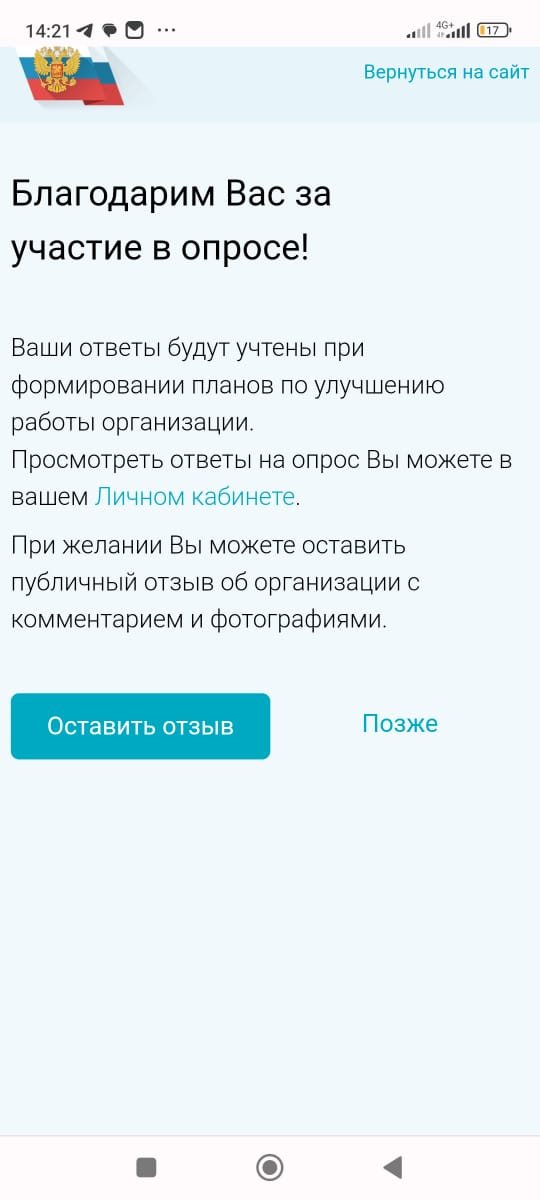 14:21
4G+
17
Вернуться на сайт
Благодарим Вас за
участие в опросе!
Ваши ответы будут учтены при
формировании планов по улучшению
работы организации.
Просмотреть ответы на опрос Вы можете в
вашем Личном кабинете.
При желании Вы можете оставить
публичный отзыв об организации с
комментарием и фотографиями.
Оставить отзыв
Позже